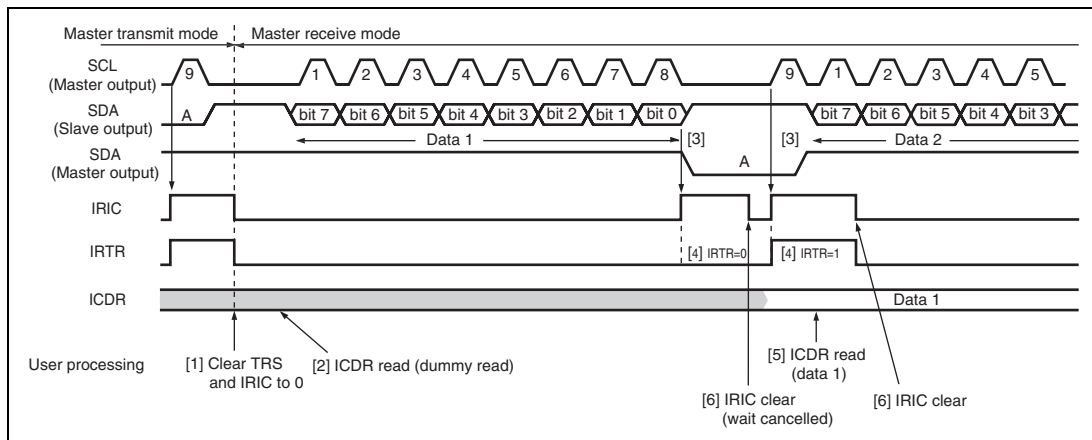 Master transmit mode
Master receive mode
SCL
(Master output)
9 1 2 3 4 5 6 7 8 9 1 2 3 4 5
SDA
(Slave output)
A bit 7 bit 6 bit 5 bit 4 bit 3 bit 2 bit 1 bit 0 bit 7 bit 6 bit 5 bit 4 bit 3
Data 1 [3] [3] Data 2
SDA
(Master output)
A
IRIC
IRTR
[4] IRTR=0 [4] IRTR=1
ICDR
Data 1
User processing
[1] Clear TRS
and IRIC to 0
[2] ICDR read (dummy read)
[5] ICDR read
(data 1)
[6] IRIC clear
(wait cancelled)
[6] IRIC clear